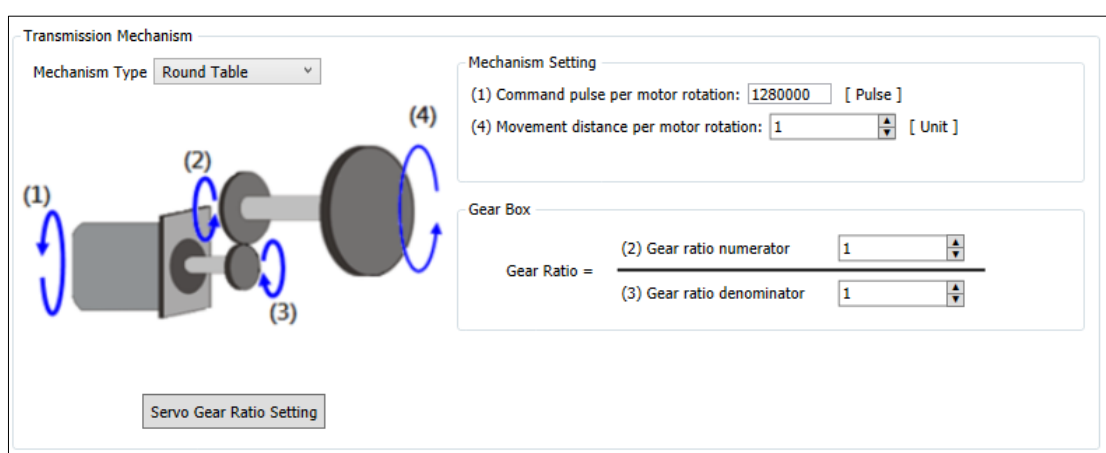 Transmission Mechanism
Mechanism Type Round Table
(1)
(2)
(3)
(4)
Servo Gear Ratio Setting
Mechanism Setting
(1) Command pulse per motor rotation: 1280000 [ Pulse ]
(4) Movement distance per motor rotation: 1 [ Unit ]
Gear Box
Gear Ratio =
(2) Gear ratio numerator 1
(3) Gear ratio denominator 1